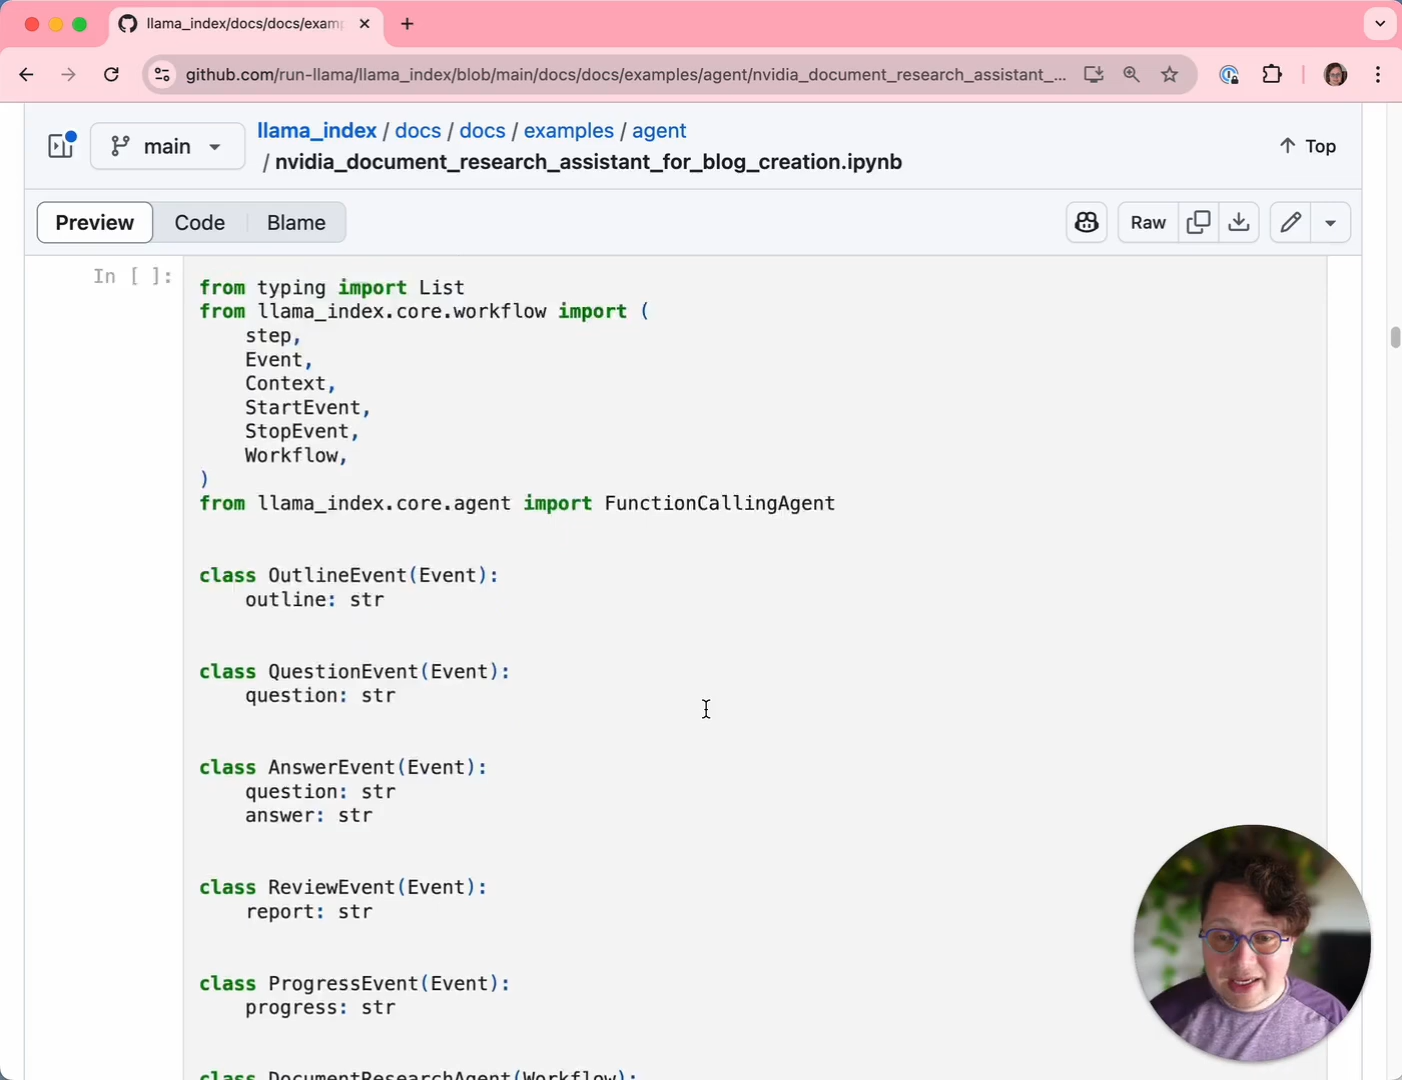 llama_index/docs/docs/exam
github.com/run-llama/llama_index/blob/main/docs/docs/examples/agent/nvidia_document_research_assistant_...
main
llama_index / docs / docs / examples / agent
/ nvidia_document_research_assistant_for_blog_creation.ipynb
Top
Preview
Code
Blame
Raw
In [ ]:
from typing import List
from llama_index.core.workflow import (
    step,
    Event,
    Context,
    StartEvent,
    StopEvent,
    Workflow,
)
from llama_index.core.agent import FunctionCallingAgent
class OutlineEvent(Event):
    outline: str
class QuestionEvent(Event):
    question: str
class AnswerEvent(Event):
    question: str
    answer: str
class ReviewEvent(Event):
    report: str
class ProgressEvent(Event):
    progress: str
class DocumentResearchAgent(Workflow):